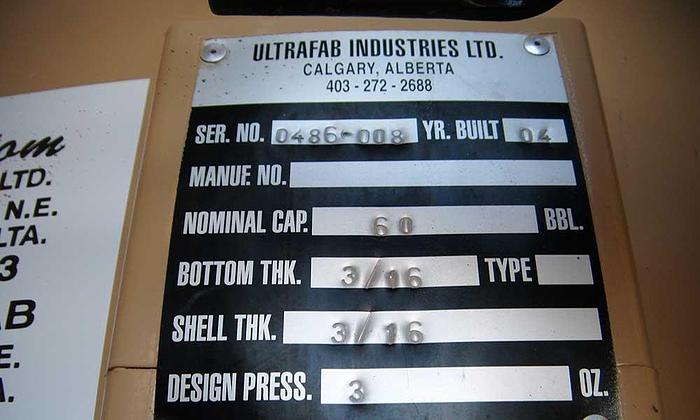 ULTRAFAB INDUSTRIES LTD.
CALGARY, ALBERTA
403-272-2688
SER. NO. 0486-008 YR. BUILT 04
MANUF. NO.
NOMINAL CAP. 60 BBL.
BOTTOM THK. 3/16 TYPE
SHELL THK. 3/16
DESIGN PRESS. 3 OZ.
LTD.
N.E.
LTA.
3
AB
E.
A.